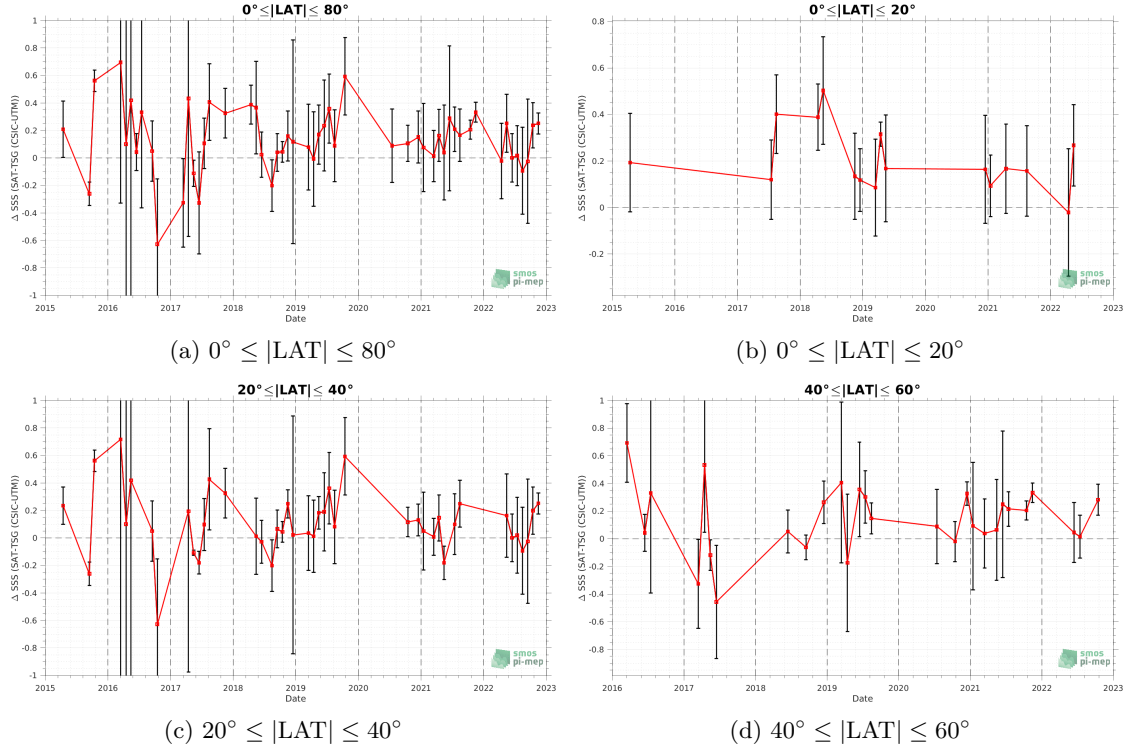 0°≤|LAT|≤ 80°
Δ SSS (SAT-TSG (CSIC-UTM))
1
0.8
0.6
0.4
0.2
0
-0.2
-0.4
-0.6
-0.8
-1
2015 2016 2017 2018 2019 2020 2021 2022 2023
Date
smos
pi-mep
(a) 0° ≤ |LAT| ≤ 80°
0°≤|LAT|≤ 20°
Δ SSS (SAT-TSG (CSIC-UTM))
0.8
0.6
0.4
0.2
0
-0.2
2015 2016 2017 2018 2019 2020 2021 2022 2023
Date
smos
pi-mep
(b) 0° ≤ |LAT| ≤ 20°
20°≤|LAT|≤ 40°
Δ SSS (SAT-TSG (CSIC-UTM))
1
0.8
0.6
0.4
0.2
0
-0.2
-0.4
-0.6
-0.8
-1
2015 2016 2017 2018 2019 2020 2021 2022 2023
Date
smos
pi-mep
(c) 20° ≤ |LAT| ≤ 40°
40°≤|LAT|≤ 60°
Δ SSS (SAT-TSG (CSIC-UTM))
1
0.8
0.6
0.4
0.2
0
-0.2
-0.4
-0.6
-0.8
2016 2017 2018 2019 2020 2021 2022 2023
Date
smos
pi-mep
(d) 40° ≤ |LAT| ≤ 60°